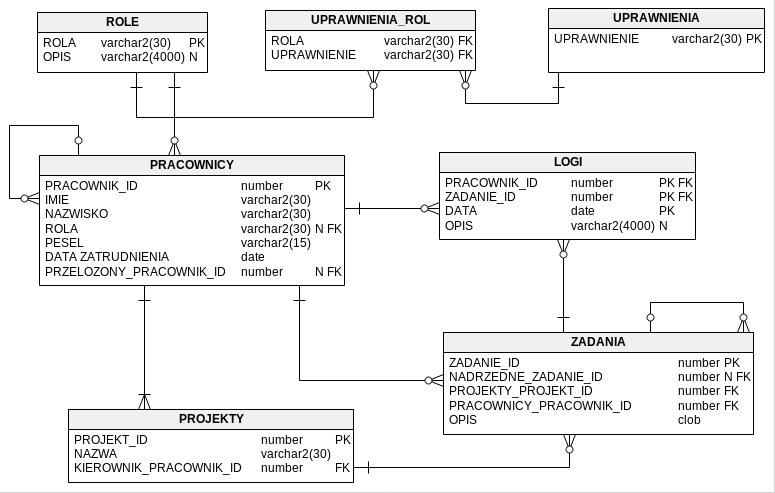 ROLE
ROLA varchar2(30) PK
OPIS varchar2(4000) N
UPRAWNIENIA_ROL
ROLA varchar2(30) FK
UPRAWNIENIE varchar2(30) FK
UPRAWNIENIA
UPRAWNIENIE varchar2(30) PK
PRACOWNICY
PRACOWNIK_ID number PK
IMIE varchar2(30)
NAZWISKO varchar2(30)
ROLA varchar2(30) N FK
PESEL varchar2(15)
DATA ZATRUDNIENIA date
PRZELOZONY_PRACOWNIK_ID number N FK
LOGI
PRACOWNIK_ID number PK FK
ZADANIE_ID number PK FK
DATA date PK
OPIS varchar2(4000) N
ZADANIA
ZADANIE_ID number PK
NADRZEDNE_ZADANIE_ID number N FK
PROJEKTY_PROJEKT_ID number FK
PRACOWNICY_PRACOWNIK_ID number FK
OPIS clob
PROJEKTY
PROJEKT_ID number PK
NAZWA varchar2(30)
KIEROWNIK_PRACOWNIK_ID number FK